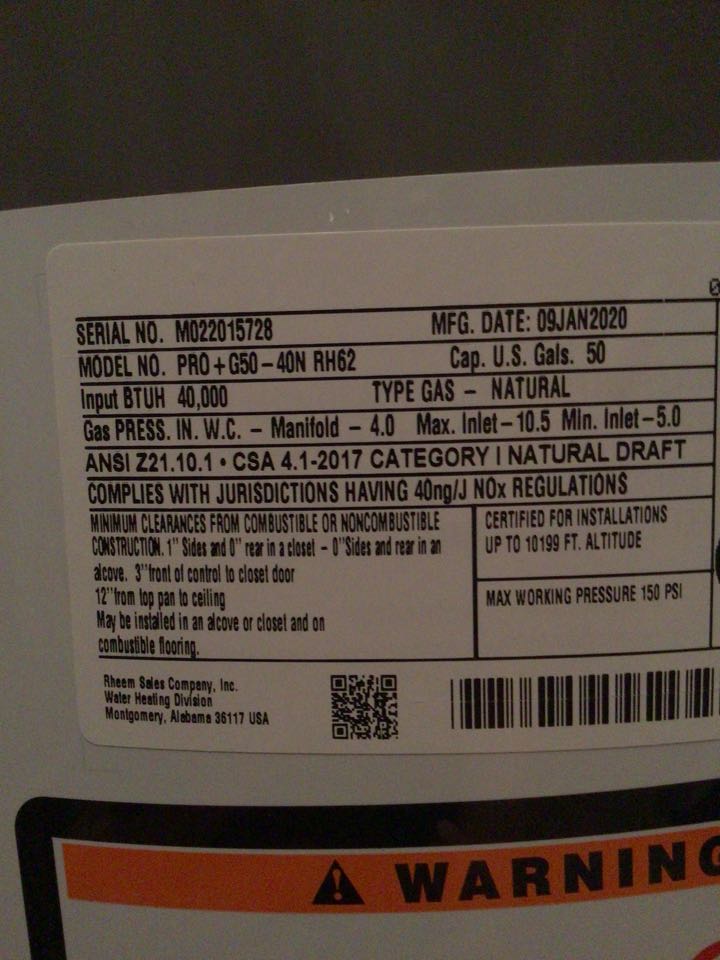 SERIAL NO. M022015728 MFG. DATE: 09JAN2020
MODEL NO. PRO+G50-40N RH62 Cap. U.S. Gals. 50
Input BTUH 40,000 TYPE GAS - NATURAL
Gas PRESS. IN. W.C. - Manifold - 4.0 Max. Inlet-10.5 Min. Inlet-5.0
ANSI Z21.10.1 • CSA 4.1-2017 CATEGORY I NATURAL DRAFT
COMPLIES WITH JURISDICTIONS HAVING 40ng/J NOx REGULATIONS
MINIMUM CLEARANCES FROM COMBUSTIBLE OR NONCOMBUSTIBLE
CONSTRUCTION. 1" Sides and 0" rear in a closet - 0"Sides and rear in an
alcove. 3"front of control to closet door
12"from top pan to ceiling
May be installed in an alcove or closet and on
combustible flooring.
CERTIFIED FOR INSTALLATIONS
UP TO 10199 FT. ALTITUDE
MAX WORKING PRESSURE 150 PSI
Rheem Sales Company, Inc.
Water Heating Division
Montgomery, Alabama 36117 USA
WARNING